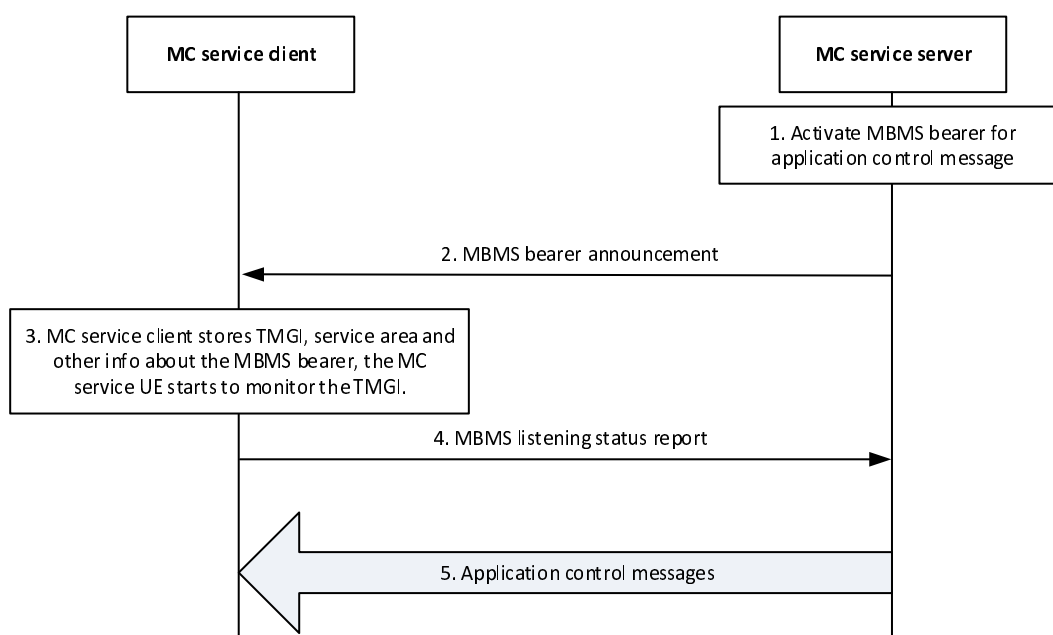 MC service client
MC service server
1. Activate MBMS bearer for
application control message
2. MBMS bearer announcement
3. MC service client stores TMGI, service area and
other info about the MBMS bearer, the MC
service UE starts to monitor the TMGI.
4. MBMS listening status report
5. Application control messages